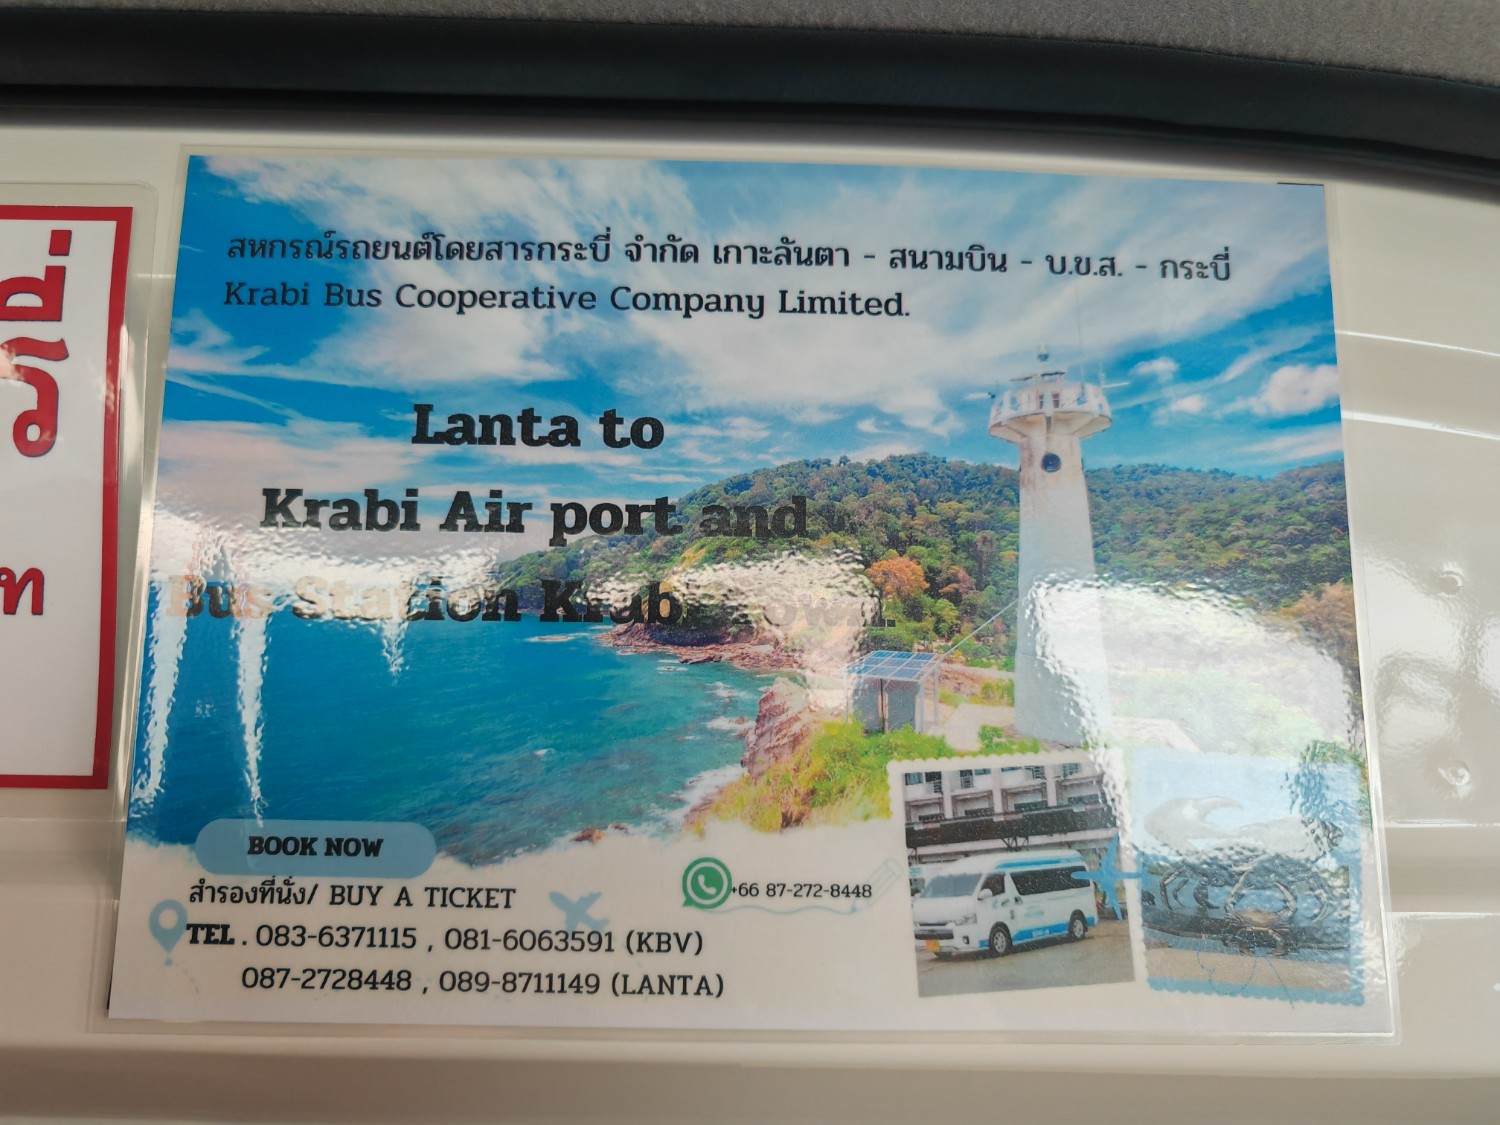 สหกรณ์รถยนต์โดยสารกระบี่ จำกัด เกาะลันตา - สนามบิน - บ.ข.ส. - กระบี่
Krabi Bus Cooperative Company Limited.
Lanta to
Krabi Air port and
Bus Station Krabi Town.
BOOK NOW
สำรองที่นั่ง/ BUY A TICKET
+66 87-272-8448
TEL . 083-6371115 , 081-6063591 (KBV)
087-2728448 , 089-8711149 (LANTA)